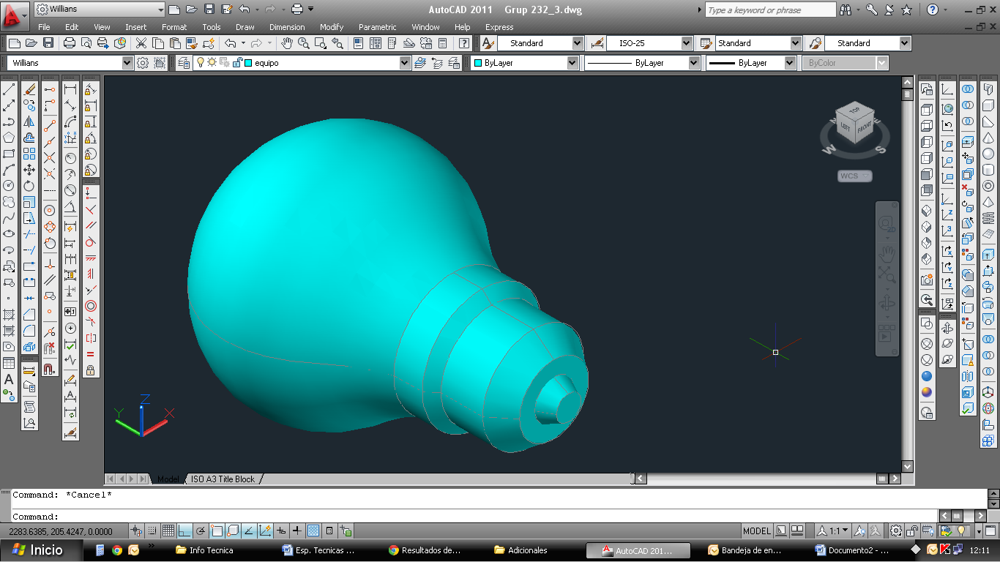 Willians
AutoCAD 2011 Grup 232_3.dwg
Type a keyword or phrase
File Edit View Insert Format Tools Draw Dimension Modify Parametric Window Help Express
Standard ISO-25 Standard Standard
Willians equipo ByLayer ByLayer ByLayer ByColor
TOP
LEFT FRONT
W S
WCS
2D
Z
Y X
Model ISO A3 Title Block
Command: *Cancel*
Command:
2283.6385, 205.4247, 0.0000 MODEL 1:1
Inicio Info Tecnica Esp. Tecnicas ... Resultados de... Adicionales AutoCAD 201... Bandeja de en... Documento2 - ... 12:11